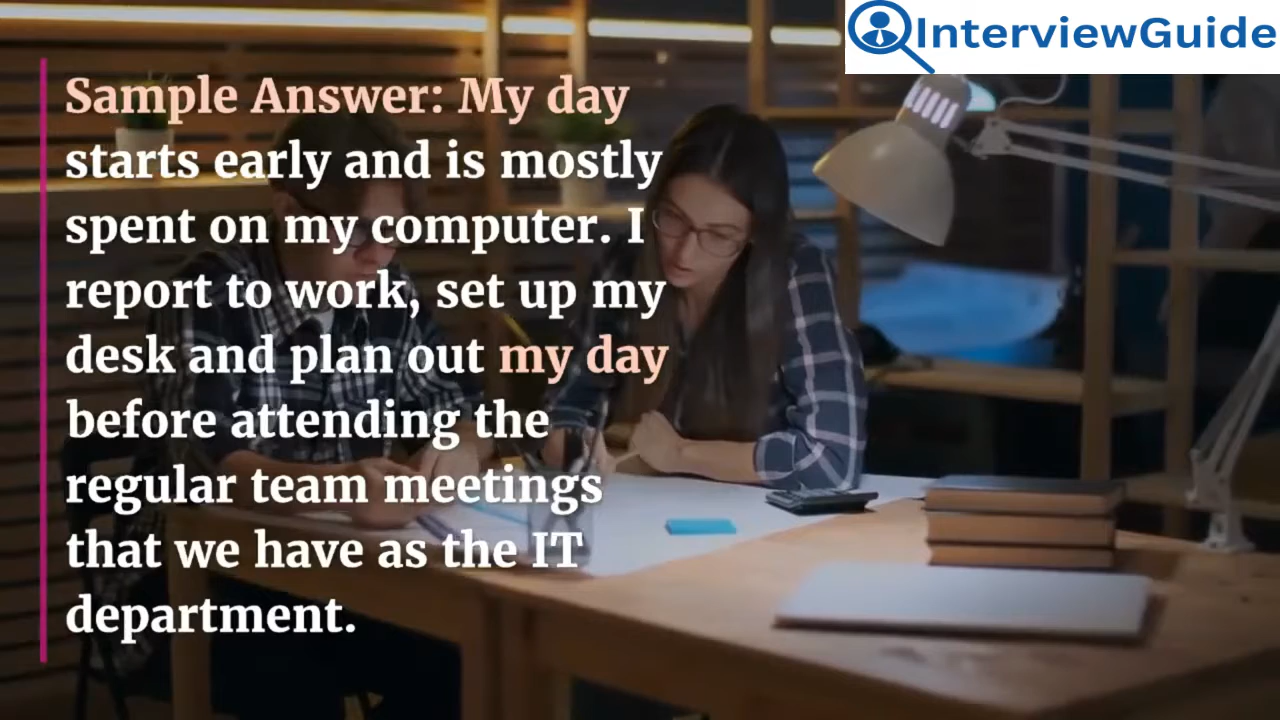 InterviewGuide
Sample Answer: My day
starts early and is mostly
spent on my computer. I
report to work, set up my
desk and plan out my day
before attending the
regular team meetings
that we have as the IT
department.